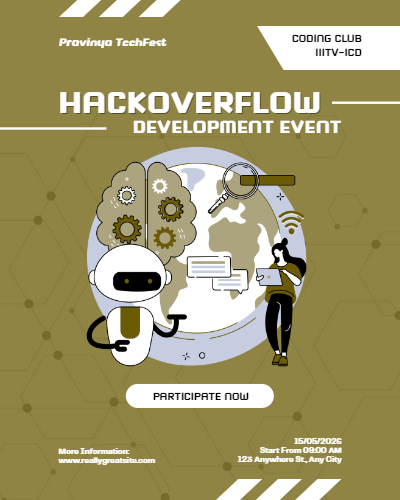 Pravinya TechFest
CODING CLUB
IIITV-ICD
HACKOVERFLOW
DEVELOPMENT EVENT
PARTICIPATE NOW
More Information:
www.reallygreatsite.com
15/05/2026
Start From 09:00 AM
123 Anywhere St., Any City